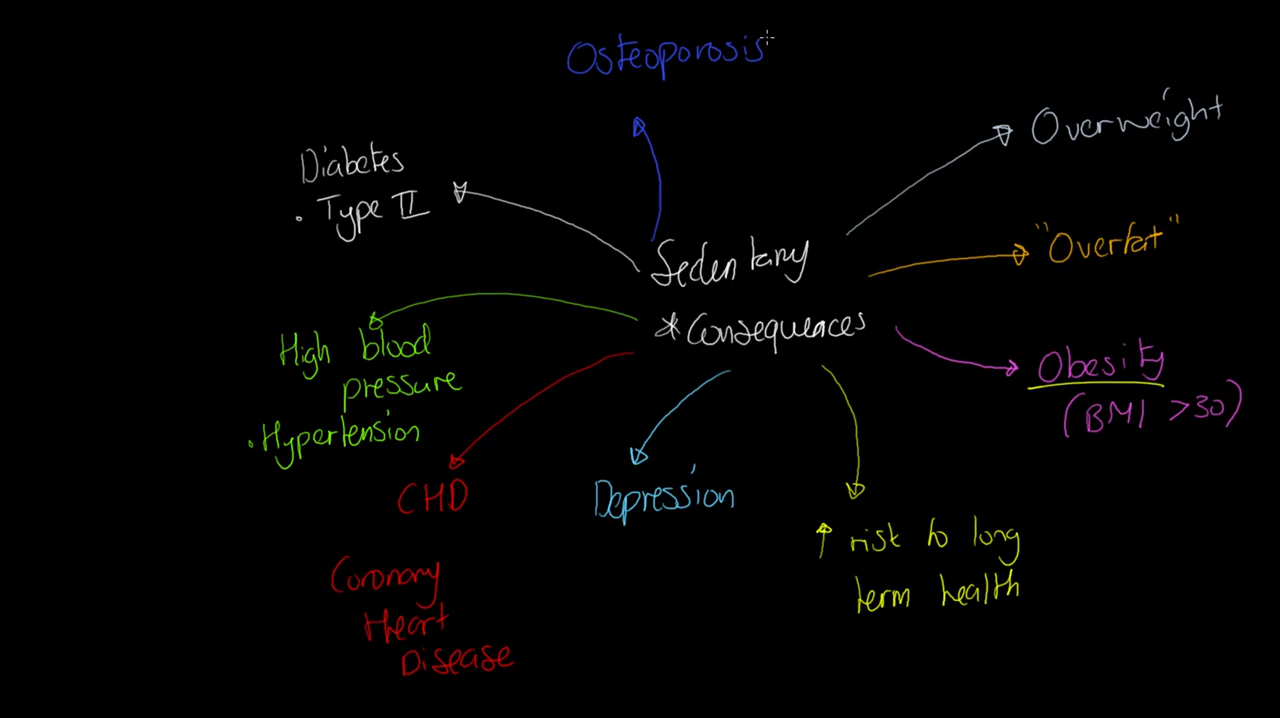 Osteoporosis
Overweight
Diabetes
• Type II
"Overfat"
Sedentary
*Consequences
High blood
pressure
• Hypertension
Obesity
(BMI >30)
CHD
Depression
↑ risk to long
term health
Coronary
Heart
Disease